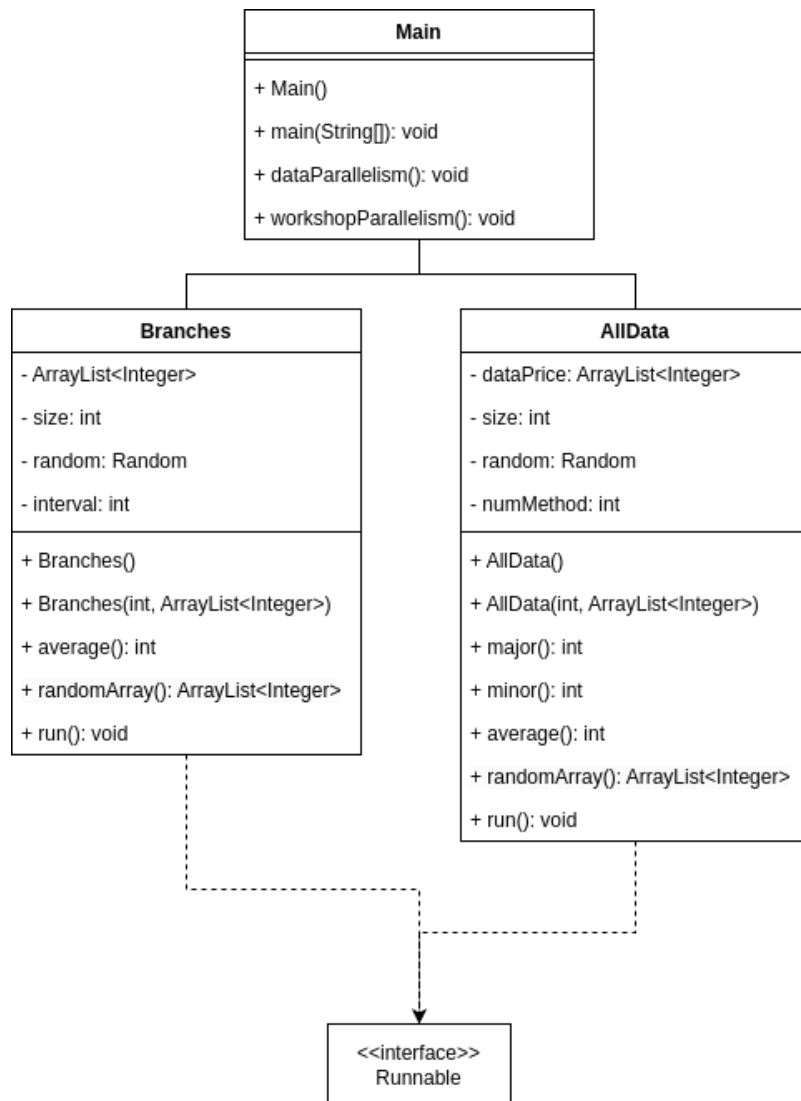 Main
+ Main()
+ main(String[]): void
+ dataParallelism(): void
+ workshopParallelism(): void
Branches
- ArrayList<Integer>
- size: int
- random: Random
- interval: int
+ Branches()
+ Branches(int, ArrayList<Integer>)
+ average(): int
+ randomArray(): ArrayList<Integer>
+ run(): void
AllData
- dataPrice: ArrayList<Integer>
- size: int
- random: Random
- numMethod: int
+ AllData()
+ AllData(int, ArrayList<Integer>)
+ major(): int
+ minor(): int
+ average(): int
+ randomArray(): ArrayList<Integer>
+ run(): void
<<interface>>
Runnable